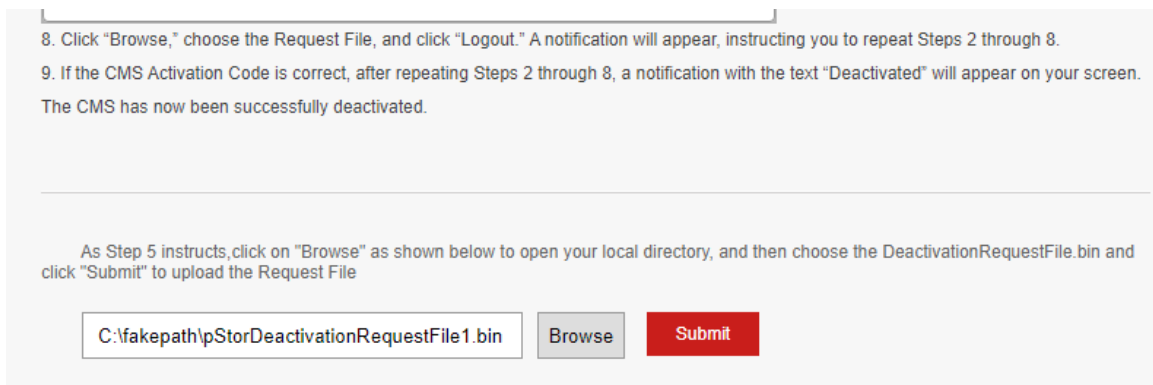 8. Click “Browse,” choose the Request File, and click “Logout.” A notification will appear, instructing you to repeat Steps 2 through 8.
9. If the CMS Activation Code is correct, after repeating Steps 2 through 8, a notification with the text “Deactivated” will appear on your screen.
The CMS has now been successfully deactivated.
As Step 5 instructs,click on "Browse" as shown below to open your local directory, and then choose the DeactivationRequestFile.bin and
click "Submit" to upload the Request File
C:\fakepath\pStorDeactivationRequestFile1.bin Browse Submit